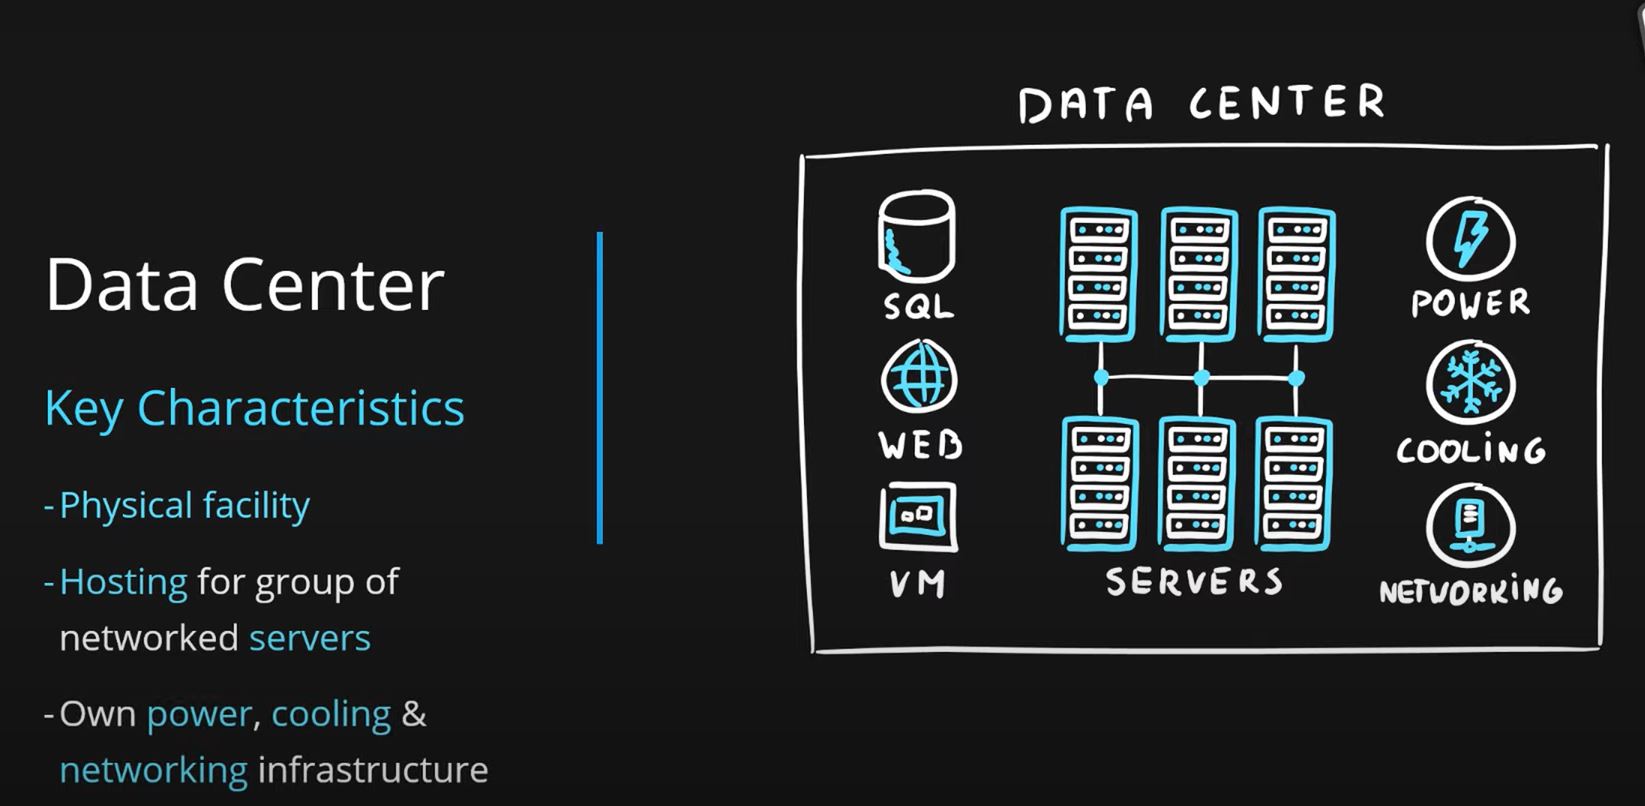 Data Center
Key Characteristics
-Physical facility
-Hosting for group of
networked servers
-Own power, cooling &
networking infrastructure
DATA CENTER
SQL
WEB
VM
SERVERS
POWER
COOLiNG
NETWORKiNG